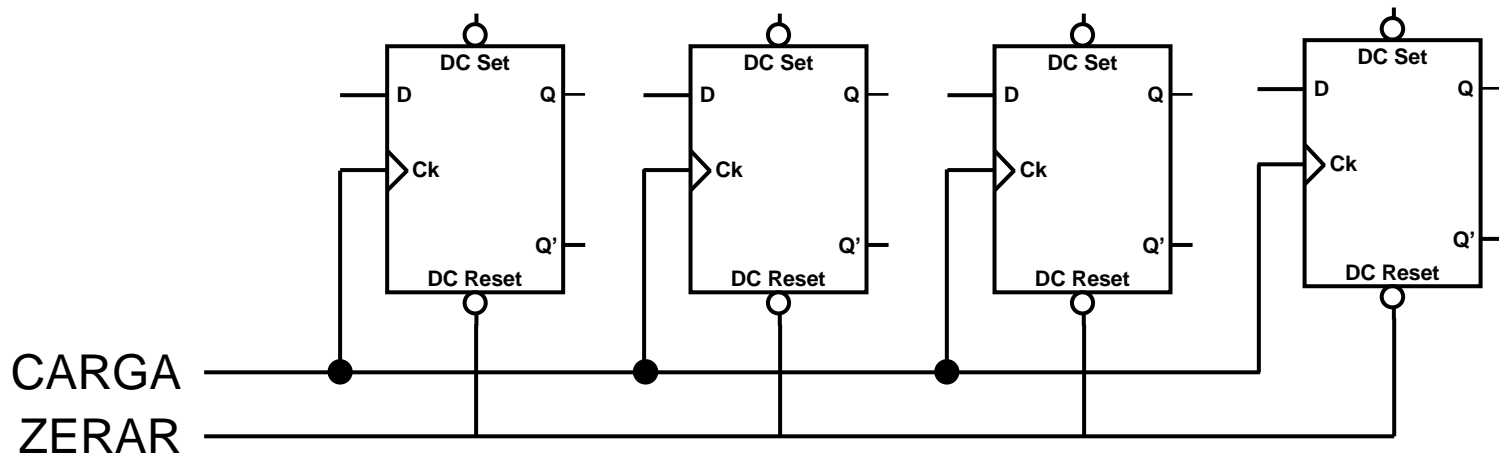 DC Set
D
Q
Ck
Q’
DC Reset
DC Set
D
Q
Ck
Q’
DC Reset
DC Set
D
Q
Ck
Q’
DC Reset
DC Set
D
Q
Ck
Q’
DC Reset
CARGA
ZERAR